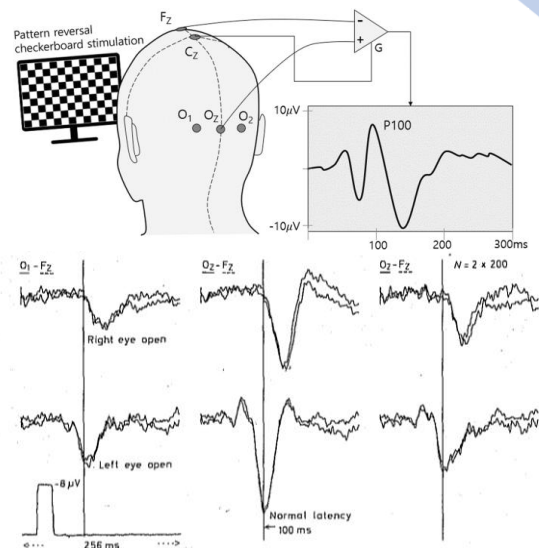 Pattern reversal
checkerboard stimulation
FZ
CZ
O1 OZ O2
-
+
G
10μV
P100
-10μV
100 200 300ms
O1 - FZ
OZ - FZ
O2 - FZ
N = 2 x 200
Right eye open
Left eye open
-8 μV
Normal latency
100 ms
<··· 256 ms ···>